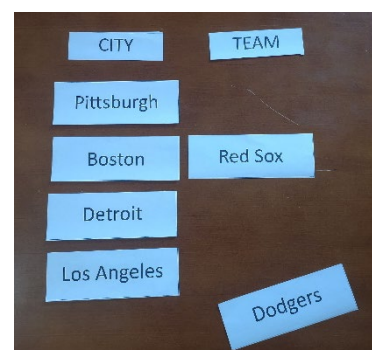 CITY TEAM
Pittsburgh
Boston Red Sox
Detroit
Los Angeles
Dodgers